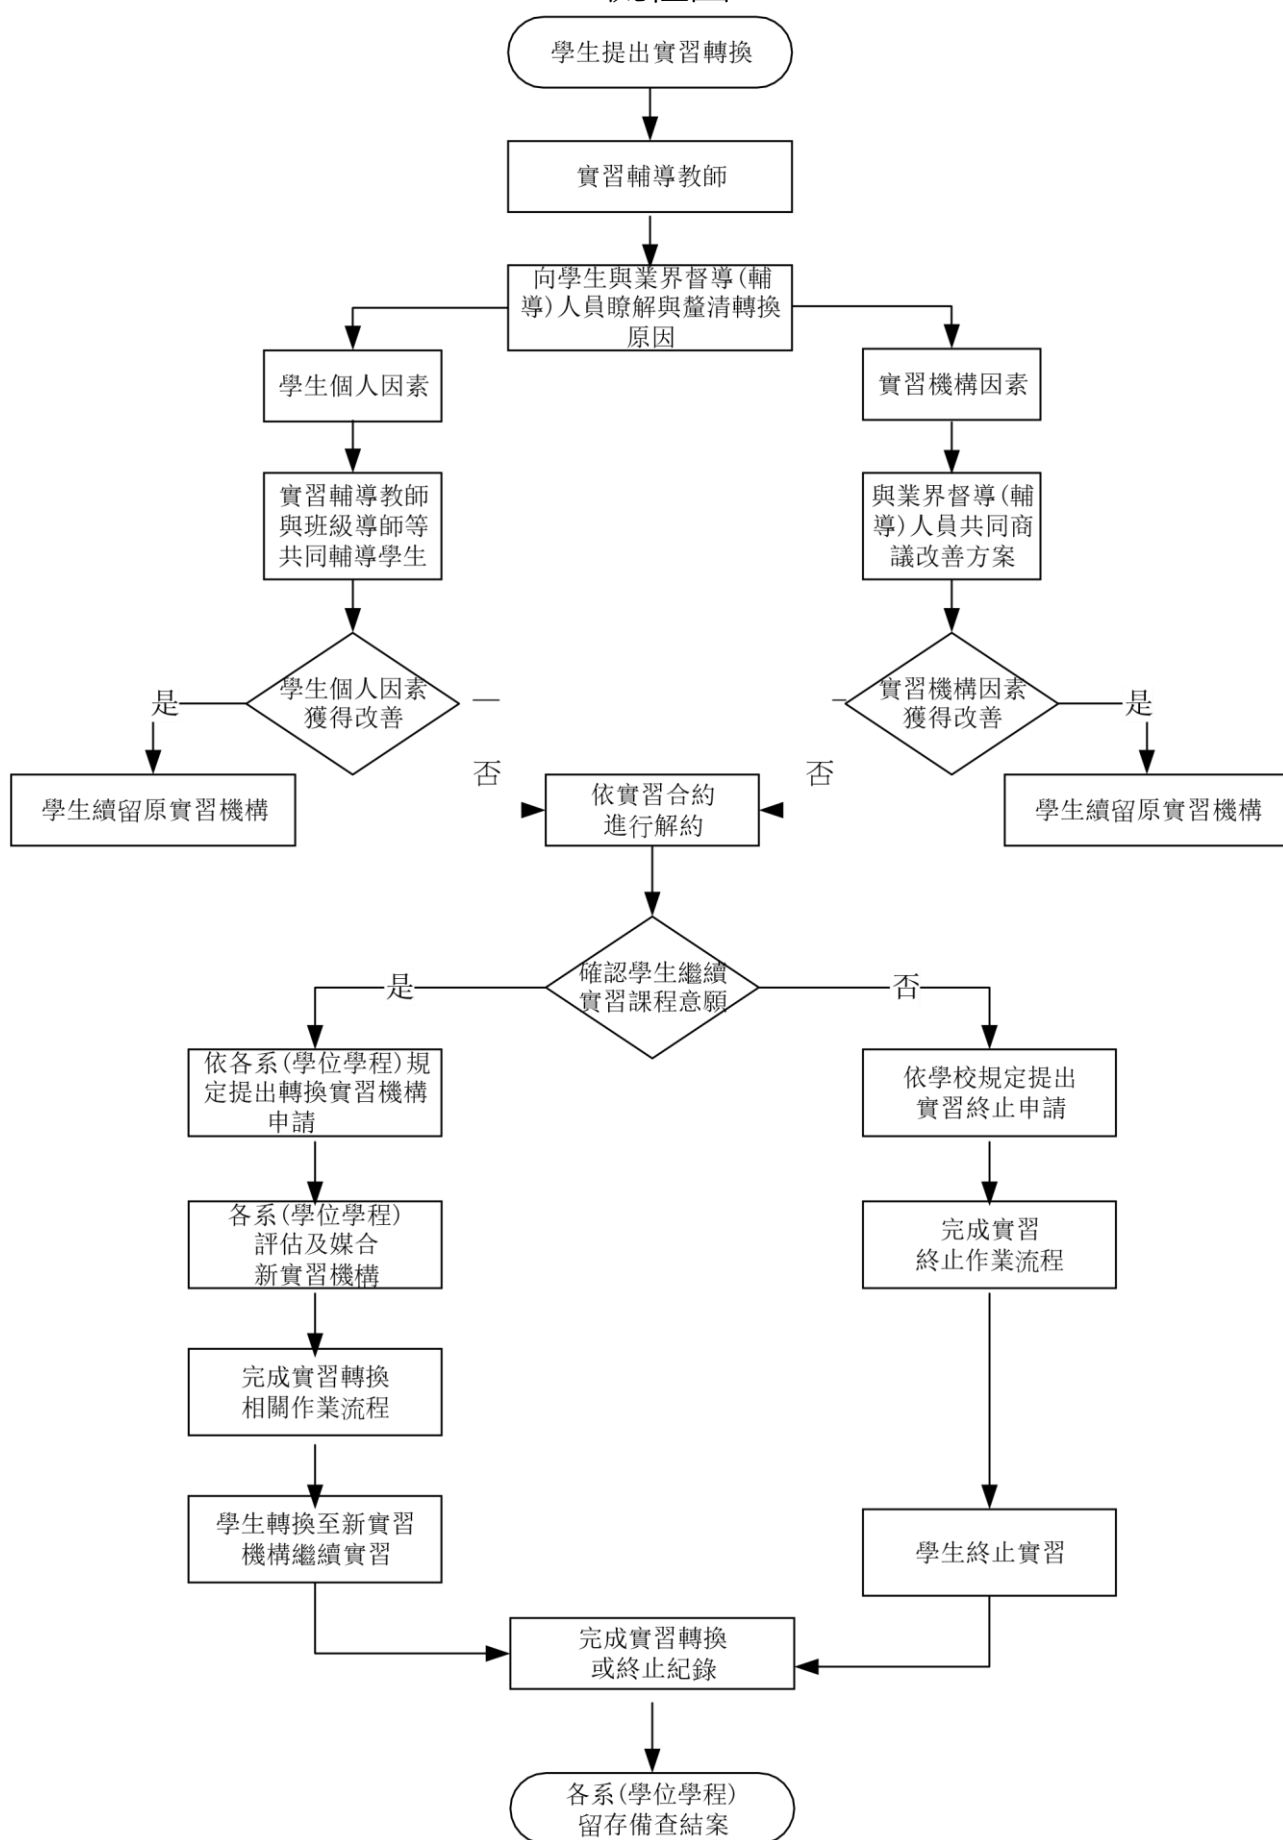 學生提出實習轉換
實習輔導教師
向學生與業界督導(輔
導)人員瞭解與釐清轉換
原因
學生個人因素
實習機構因素
實習輔導教師
與班級導師等
共同輔導學生
與業界督導(輔
導)人員共同商
議改善方案
學生個人因素
獲得改善
實習機構因素
獲得改善
是
是
否
否
學生續留原實習機構
依實習合約
進行解約
學生續留原實習機構
確認學生繼續
實習課程意願
是
否
依各系(學位學程)規
定提出轉換實習機構
申請
依學校規定提出
實習終止申請
各系(學位學程)
評估及媒合
新實習機構
完成實習
終止作業流程
完成實習轉換
相關作業流程
學生轉換至新實習
機構繼續實習
學生終止實習
完成實習轉換
或終止紀錄
各系(學位學程)
留存備查結案